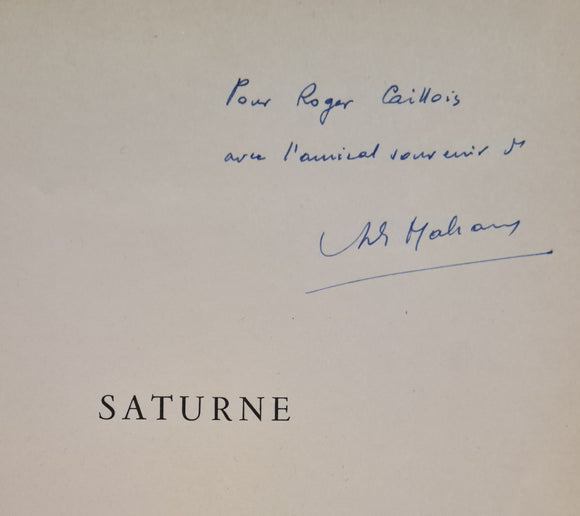 Pour Roger Caillois
avec l'amical souvenir de
Malraux
SATURNE